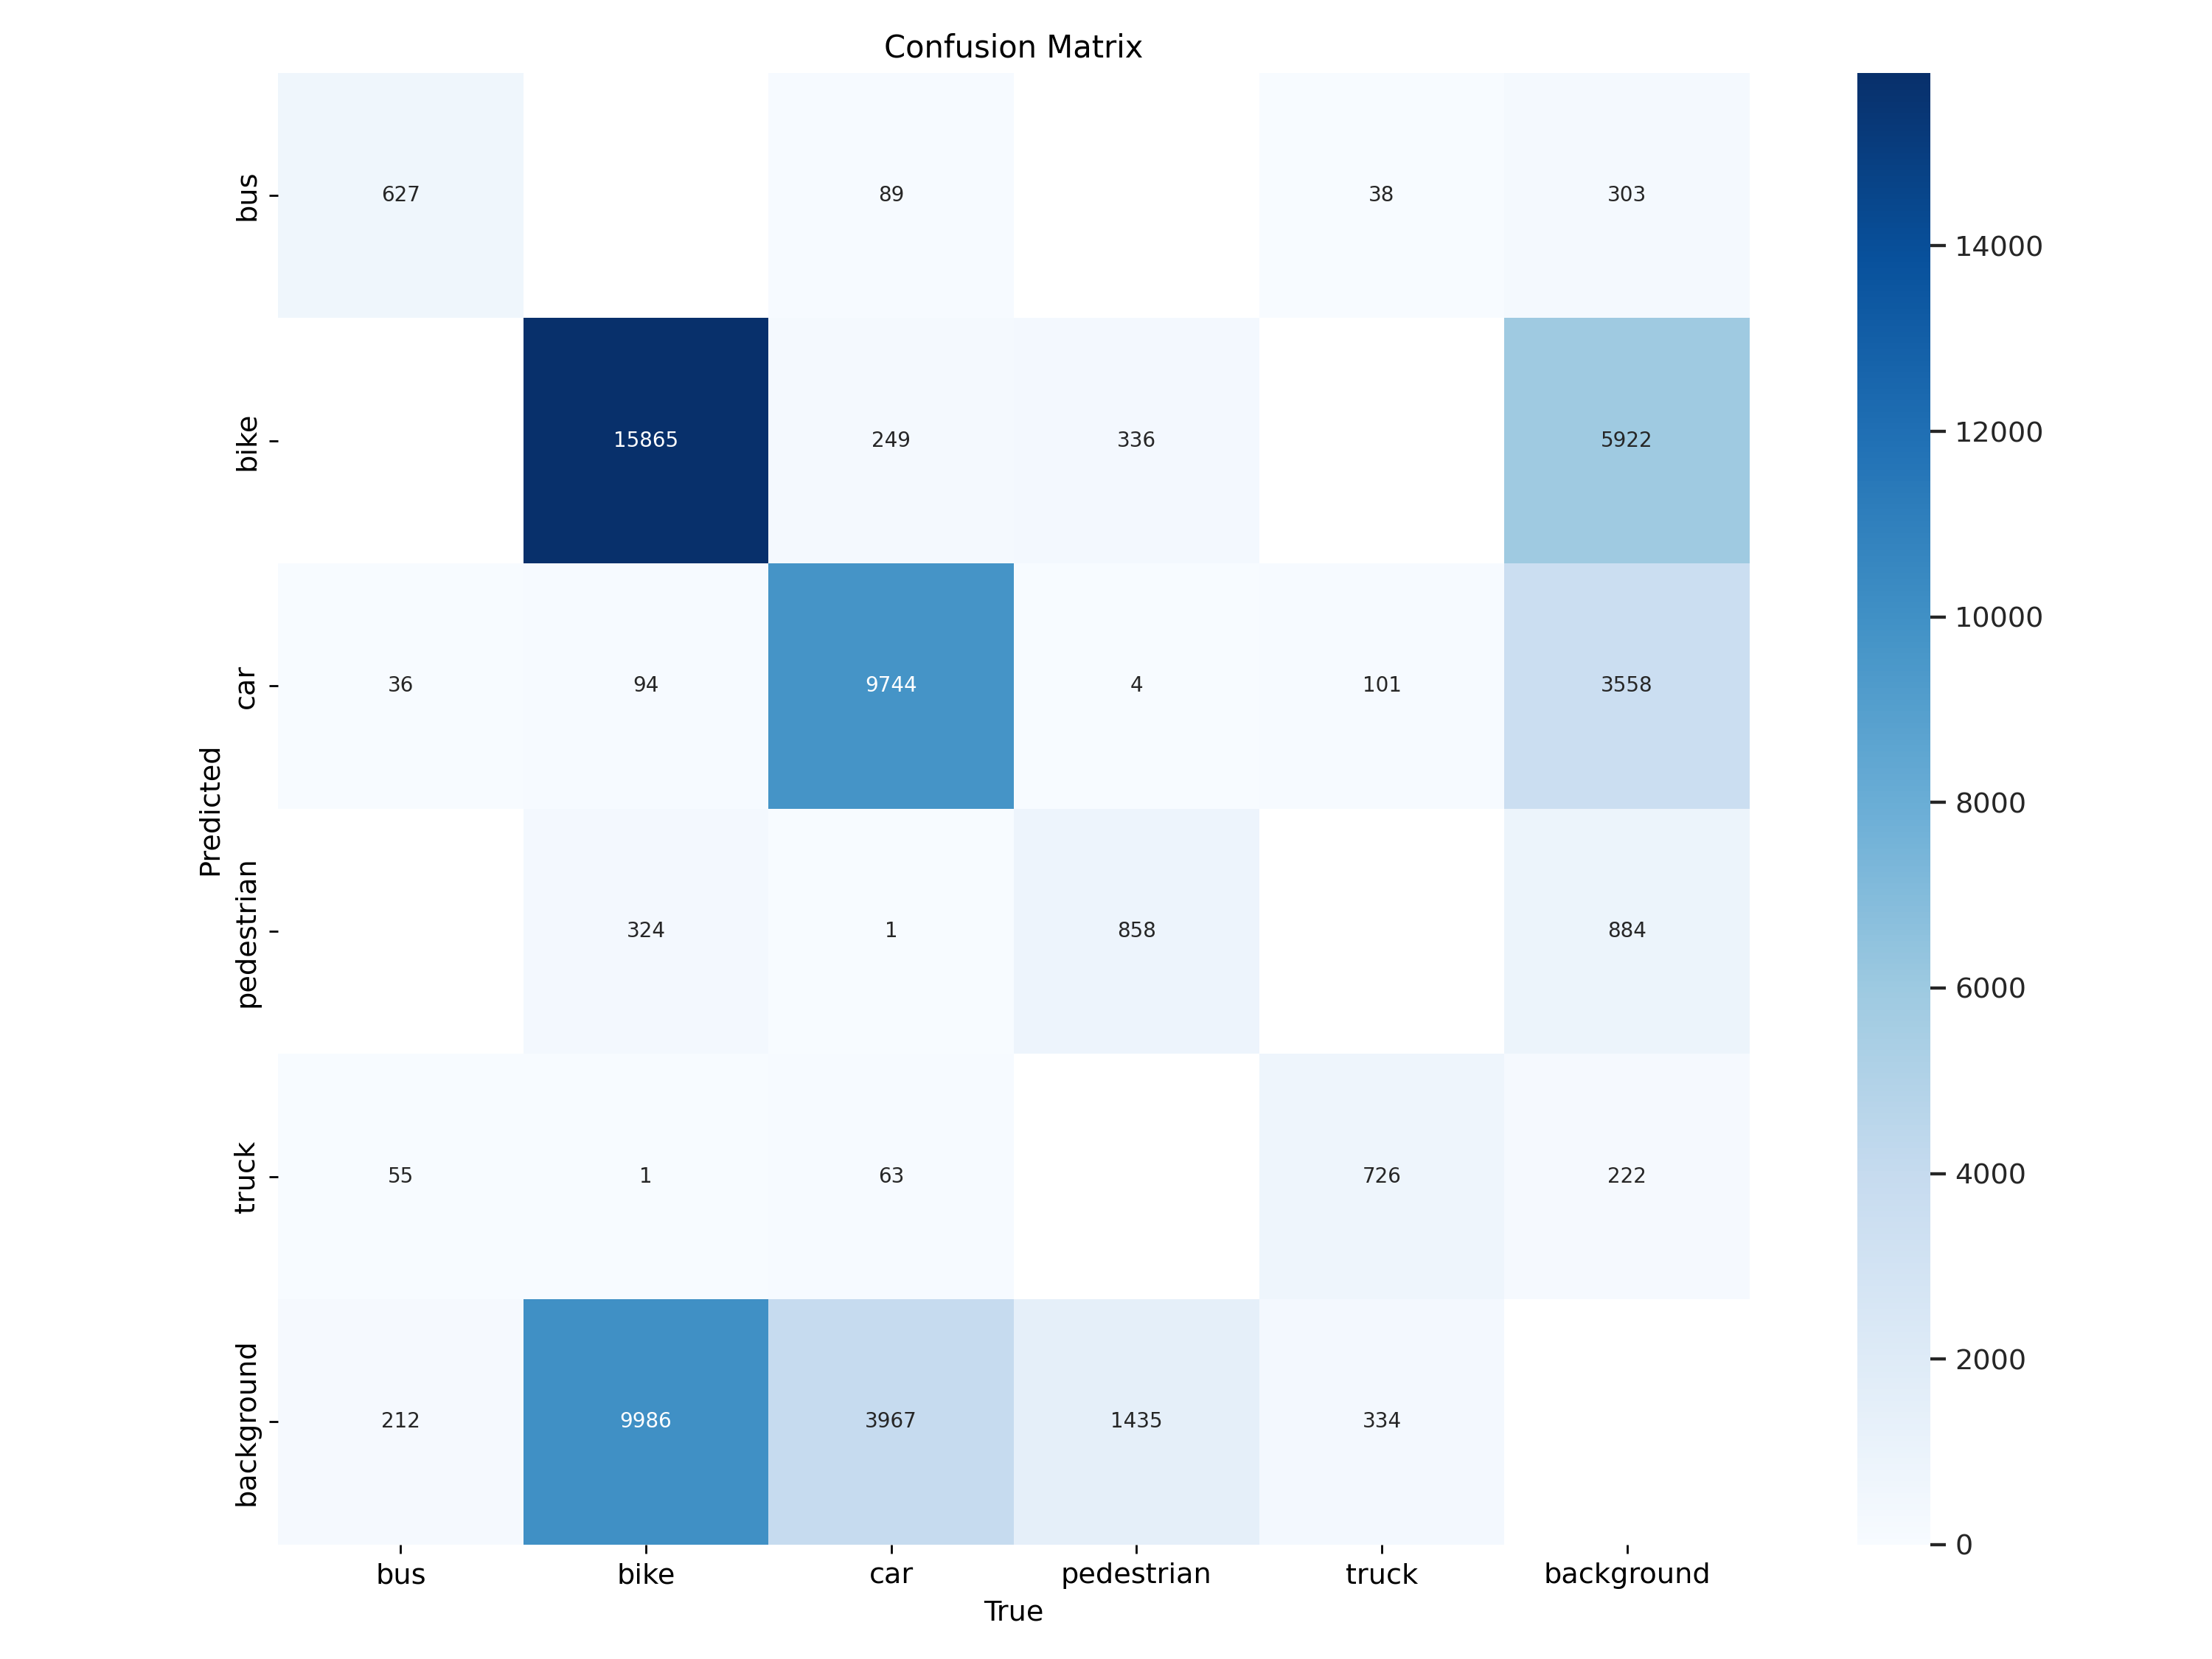 Confusion Matrix
bus 627 89 38 303
14000
bike 15865 249 336 5922
12000
10000
car 36 94 9744 4 101 3558
8000
Predicted
pedestrian 324 1 858 884
6000
truck 55 1 63 726 222
4000
2000
background 212 9986 3967 1435 334
0
bus bike car pedestrian truck background
True